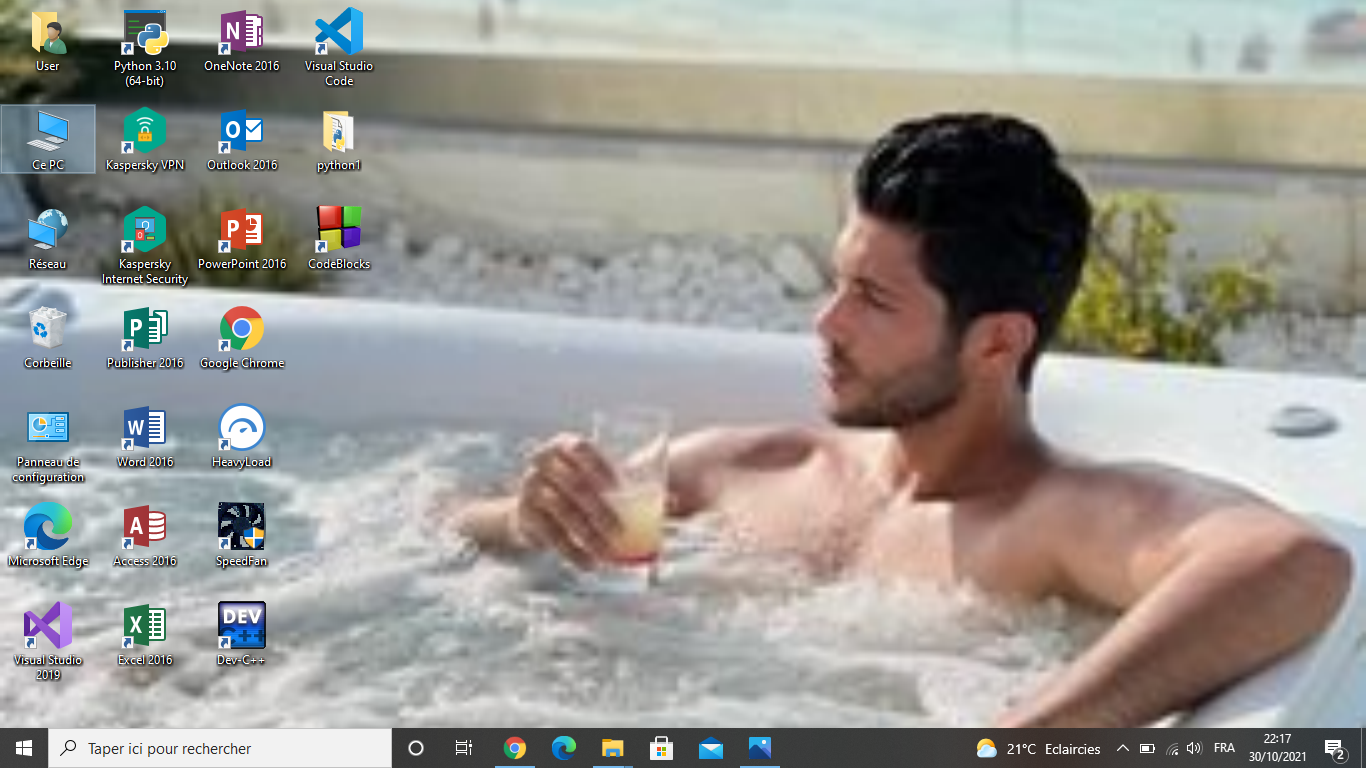 User
Python 3.10
(64-bit)
OneNote 2016
Visual Studio
Code
Ce PC
Kaspersky VPN
Outlook 2016
python1
Réseau
Kaspersky
Internet Security
PowerPoint 2016
CodeBlocks
Corbeille
Publisher 2016
Google Chrome
Panneau de
configuration
Word 2016
HeavyLoad
Microsoft Edge
Access 2016
SpeedFan
Visual Studio
2019
Excel 2016
DEV
C++
Dev-C++
Taper ici pour rechercher
21°C Eclaircies
FRA
22:17
30/10/2021
2